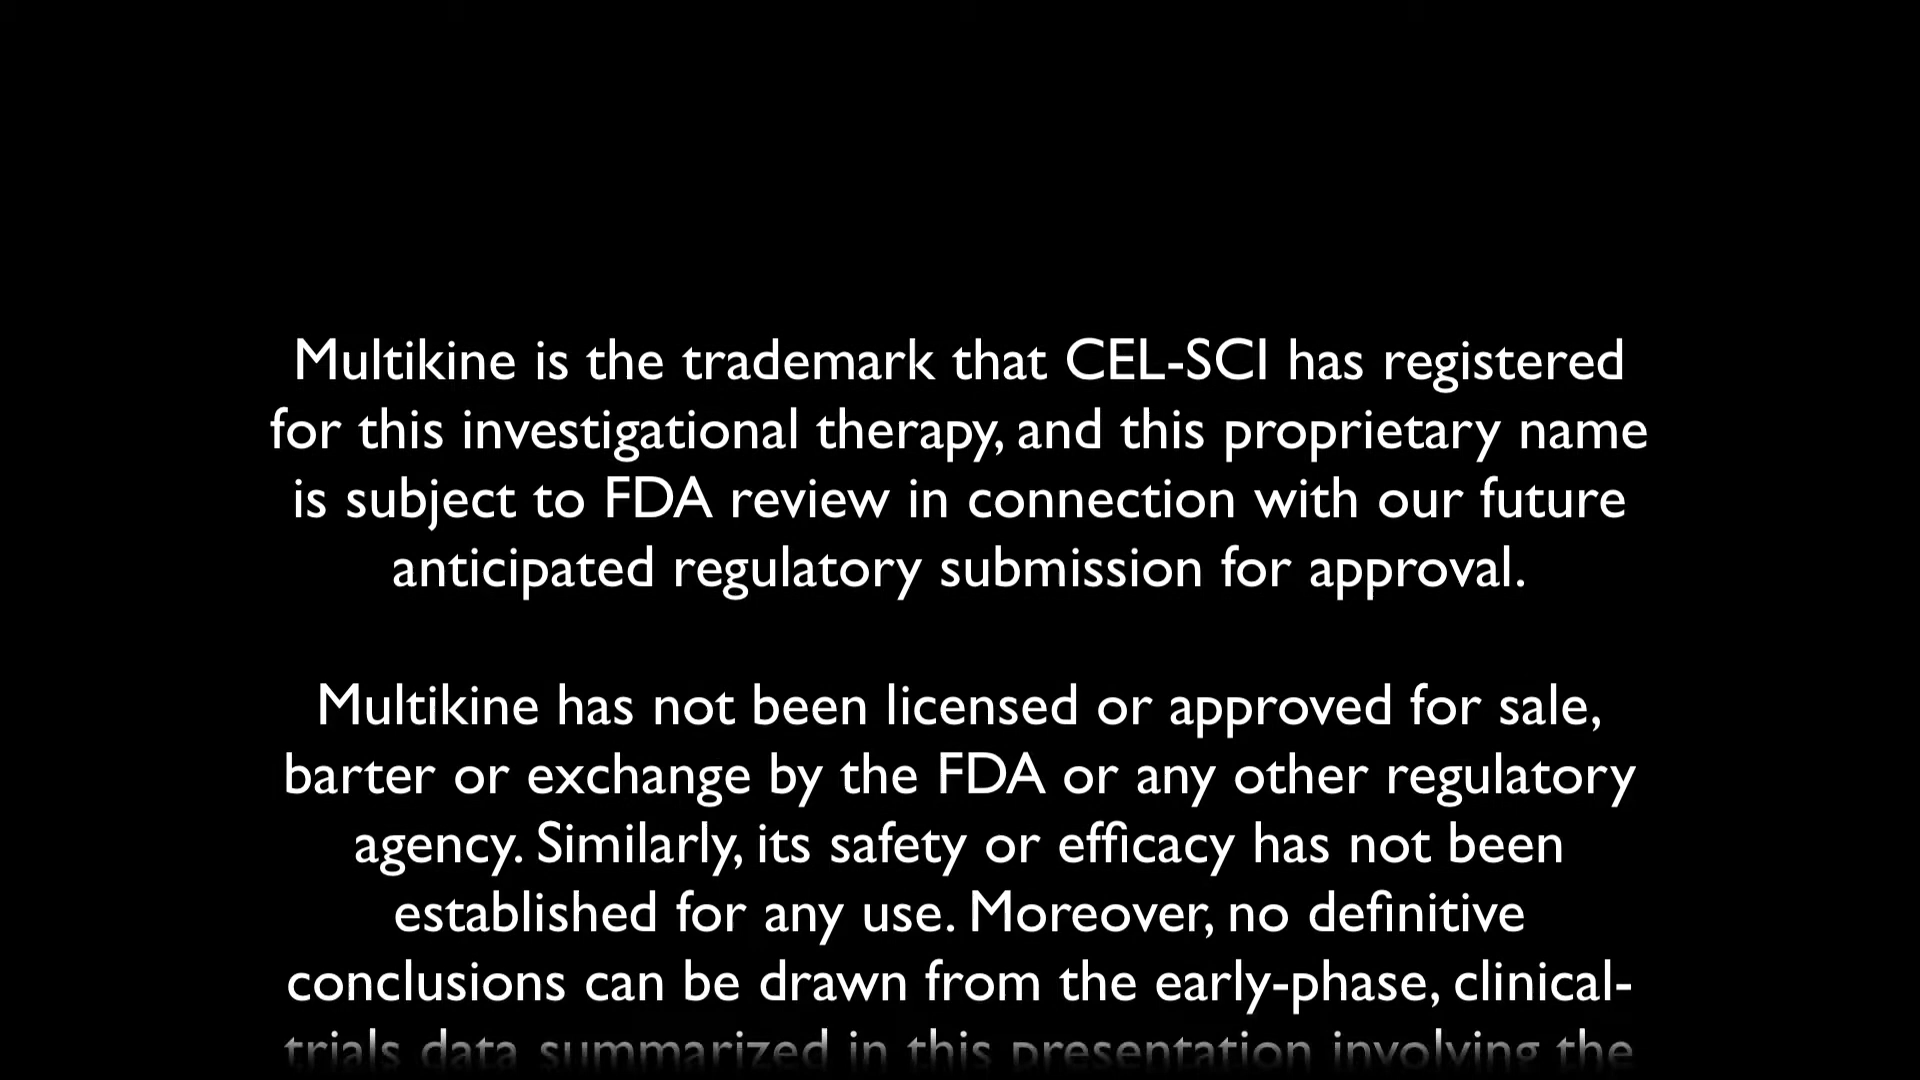 Multikine is the trademark that CEL-SCI has registered
for this investigational therapy, and this proprietary name
is subject to FDA review in connection with our future
anticipated regulatory submission for approval.
Multikine has not been licensed or approved for sale,
barter or exchange by the FDA or any other regulatory
agency. Similarly, its safety or efficacy has not been
established for any use. Moreover, no definitive
conclusions can be drawn from the early-phase, clinical-
trials data summarized in this presentation involving the